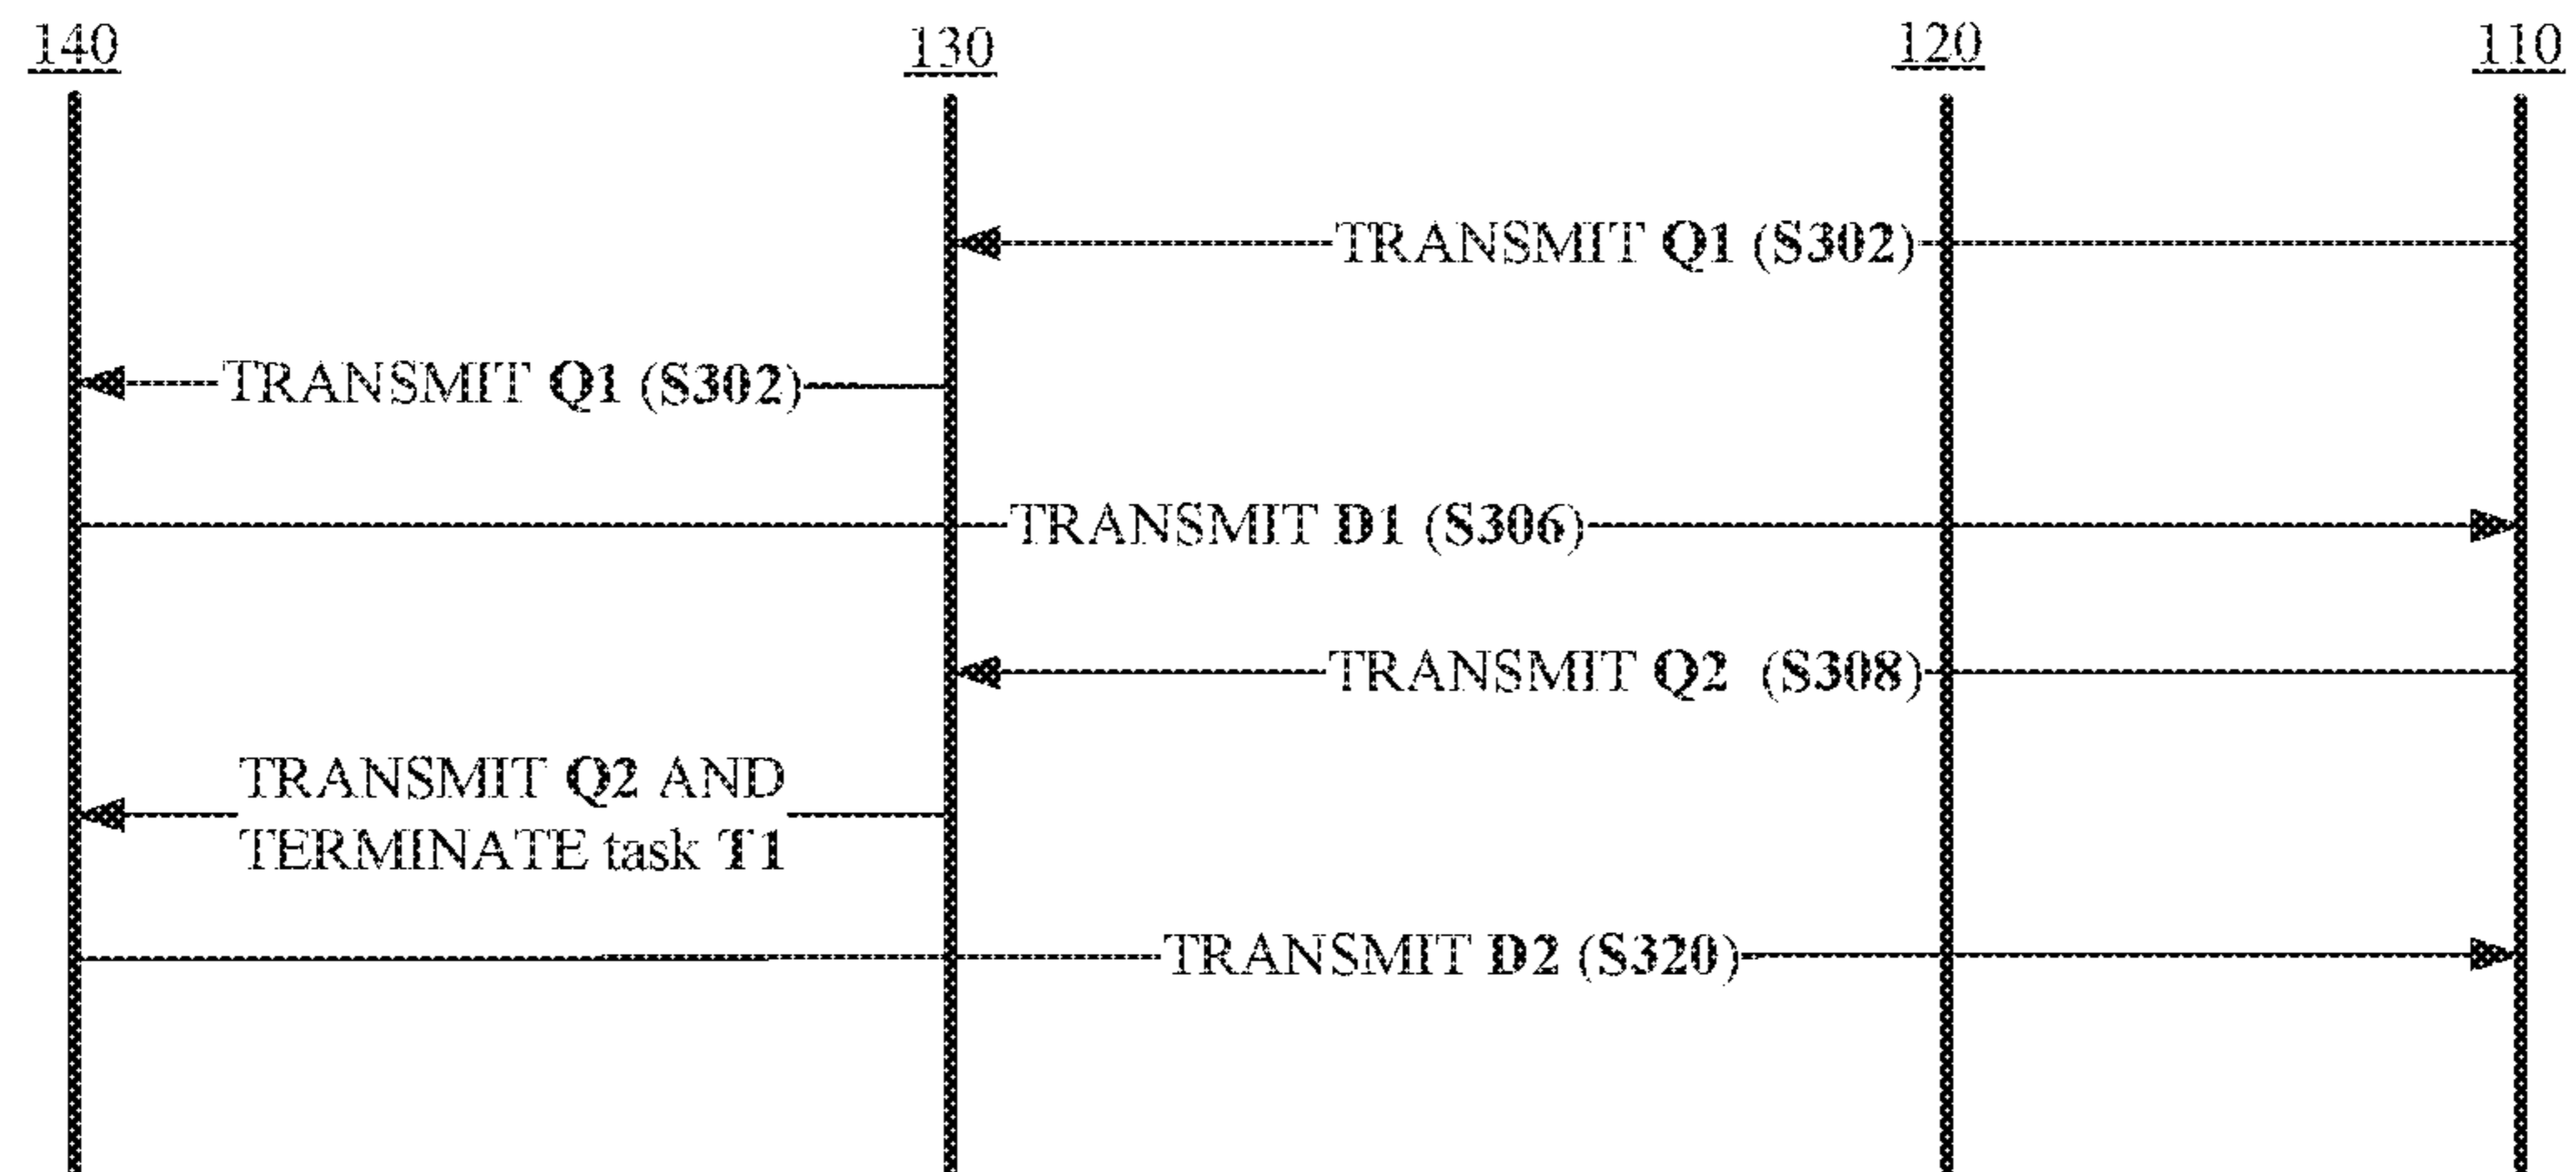 140 130 120 110
TRANSMIT Q1 (S302)
TRANSMIT Q1 (S302)
TRANSMIT D1 (S306)
TRANSMIT Q2 (S308)
TRANSMIT Q2 AND
TERMINATE task T1
TRANSMIT D2 (S320)